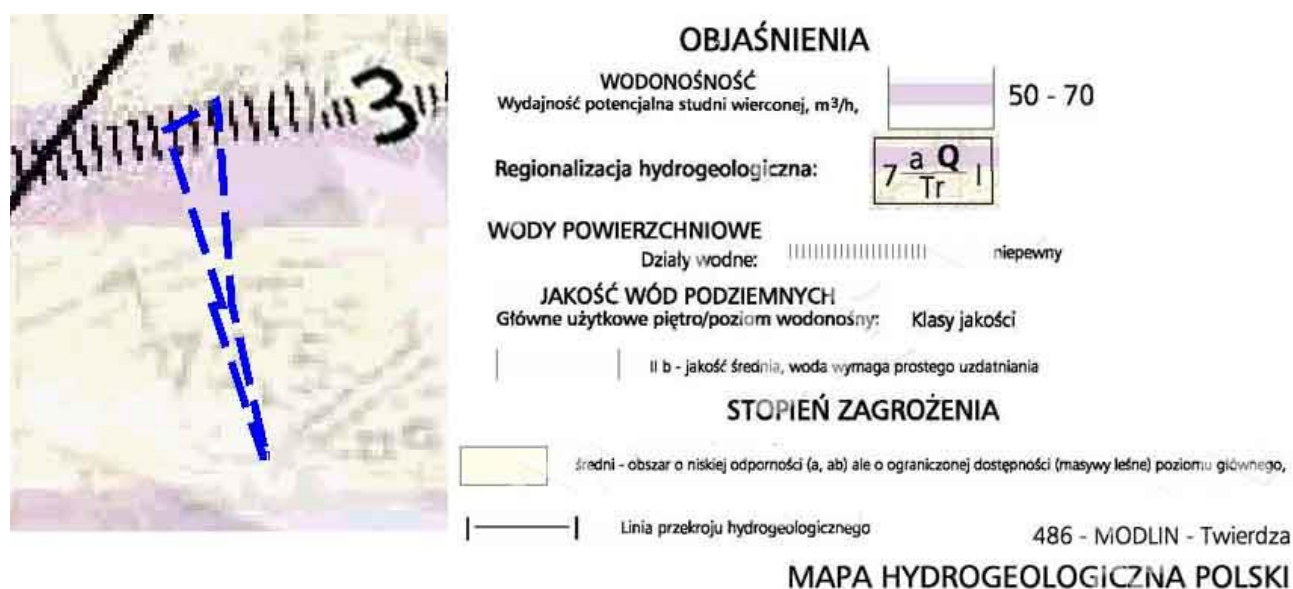 OBJAŚNIENIA
WODONOŚNOŚĆ
Wydajność potencjalna studni wierconej, m³/h,
50 - 70
Regionalizacja hydrogeologiczna:
7 a Q I
Tr
WODY POWIERZCHNIOWE
Działy wodne:
niepewny
JAKOŚĆ WÓD PODZIEMNYCH
Główne użytkowe piętro/poziom wodonośny: Klasy jakości
II b - jakość średnia, woda wymaga prostego uzdatniania
STOPIEŃ ZAGROŻENIA
średni - obszar o niskiej odporności (a, ab) ale o ograniczonej dostępności (masywy leśne) poziomu głównego,
Linia przekroju hydrogeologicznego
486 - MODLIN - Twierdza
MAPA HYDROGEOLOGICZNA POLSKI
3